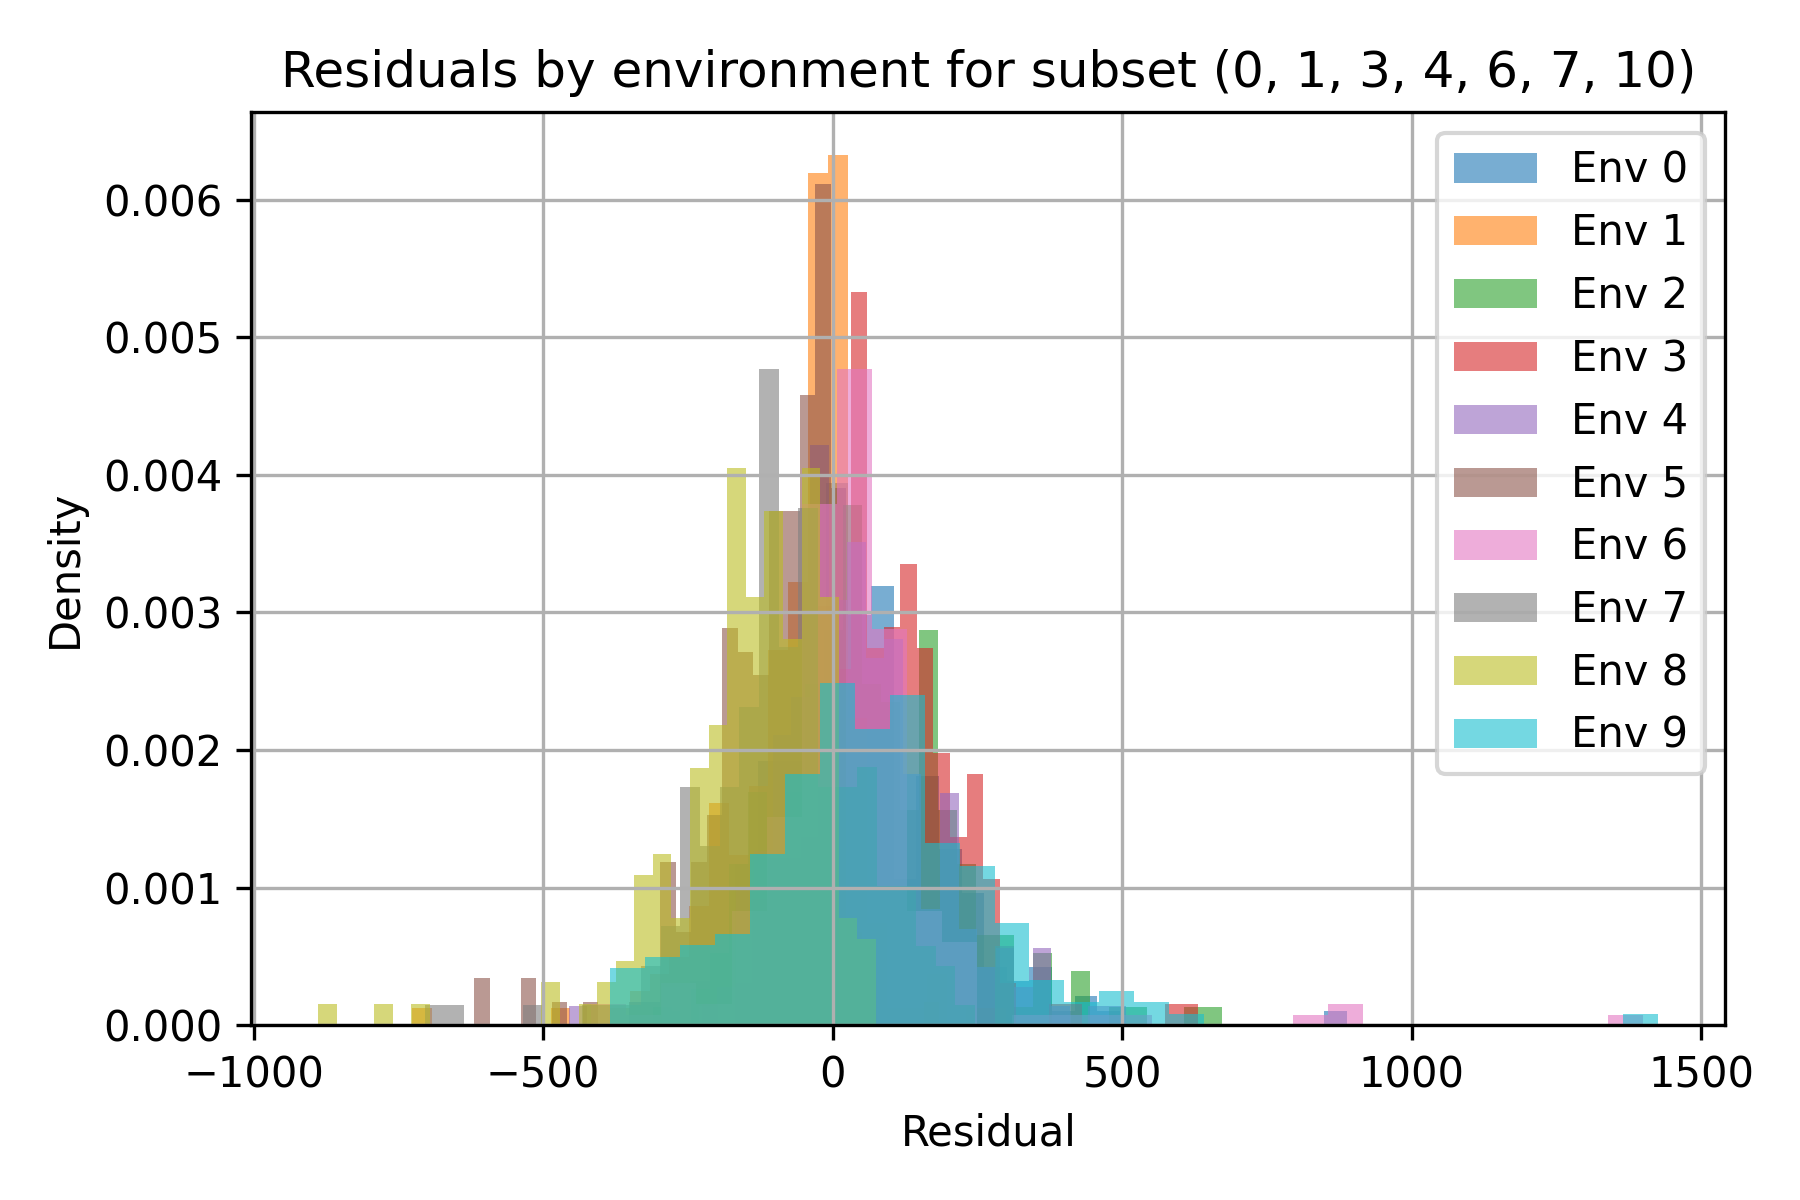 Residuals by environment for subset (0, 1, 3, 4, 6, 7, 10)
Env 0
Env 1
Env 2
Env 3
Env 4
Env 5
Env 6
Env 7
Env 8
Env 9
Density
0.006
0.005
0.004
0.003
0.002
0.001
0.000
−1000 −500 0 500 1000 1500
Residual